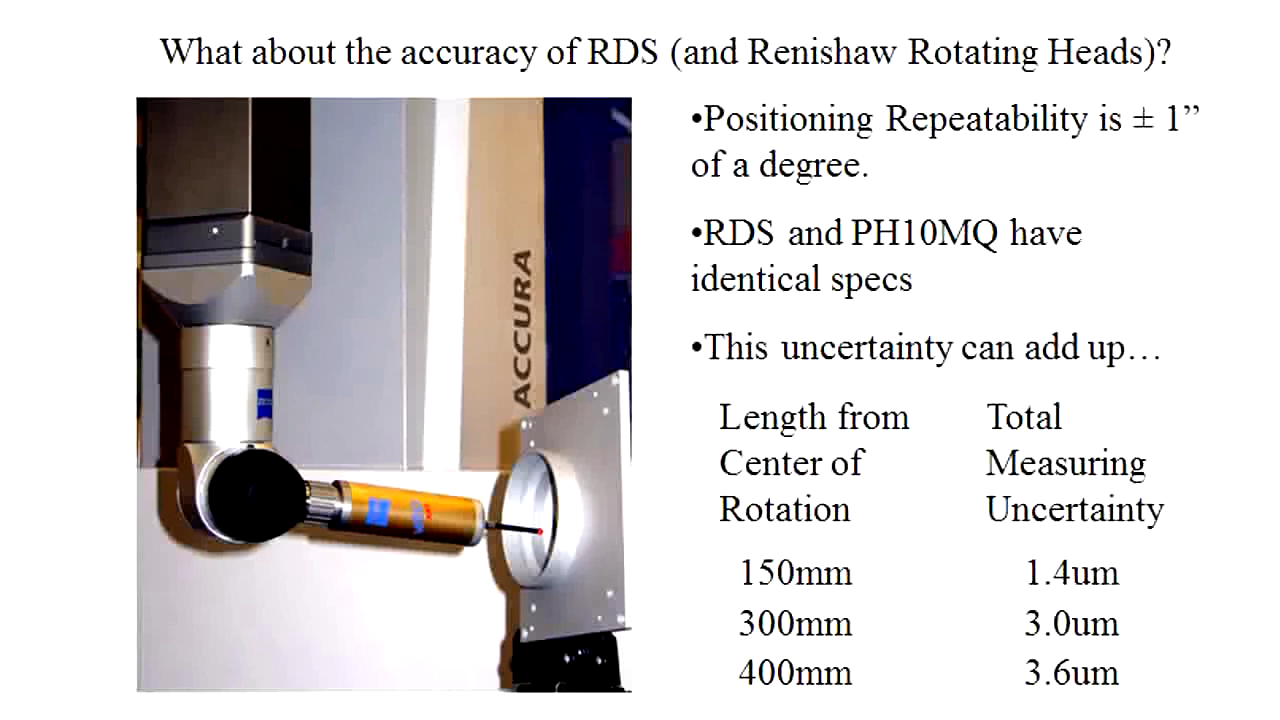 What about the accuracy of RDS (and Renishaw Rotating Heads)?
•Positioning Repeatability is ± 1”
of a degree.
•RDS and PH10MQ have
identical specs
•This uncertainty can add up…
ACCURA
Length from Total
Center of Measuring
Rotation Uncertainty
150mm 1.4um
300mm 3.0um
400mm 3.6um